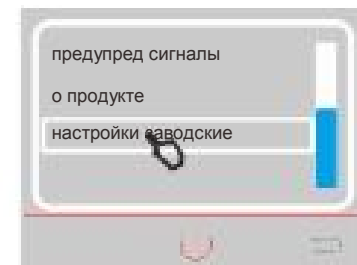 предупред сигналы
о продукте
настройки заводские